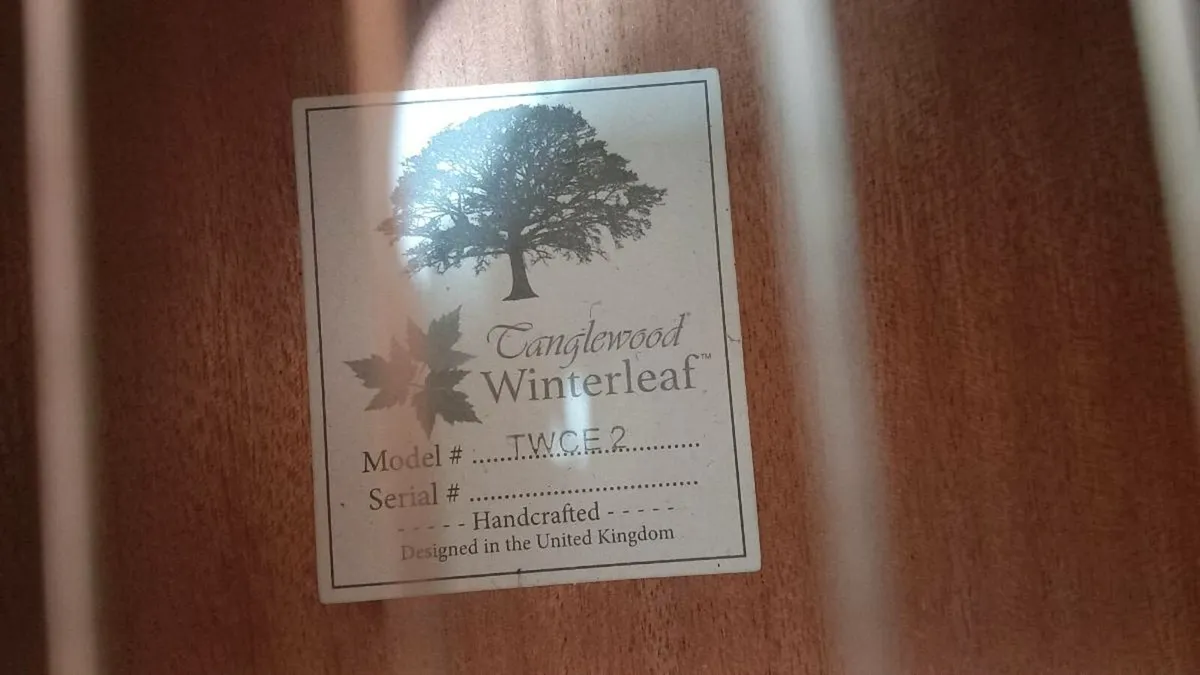 Tanglewood
Winterleaf™
Model # ........TWCE 2..........
Serial # .................................
- - - - - Handcrafted - - - - -
Designed in the United Kingdom